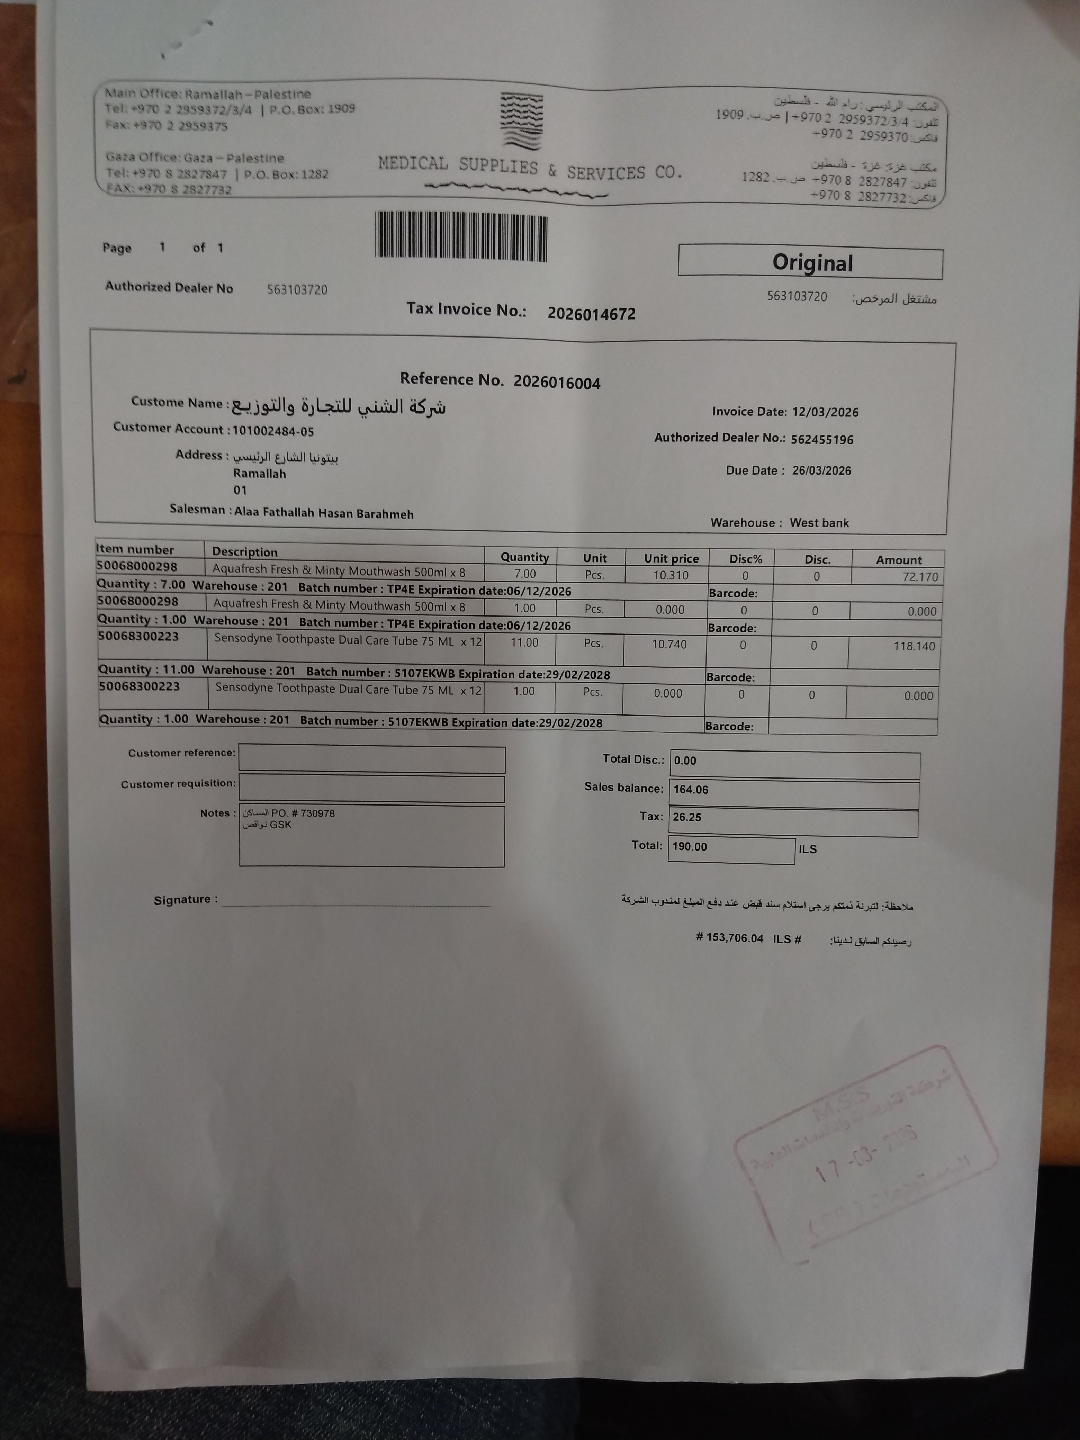 Main Office: Ramallah – Palestine
Tel: +970 2 2959372/3/4 | P.O. Box: 1909
Fax: +970 2 2959375
Gaza Office: Gaza – Palestine
Tel: +970 8 2827847 | P.O. Box: 1282
FAX: +970 8 2827732
MEDICAL SUPPLIES & SERVICES CO.
المكتب الرئيسي: رام الله - فلسطين
تلفون: 2959372/3/4 2 970+ | ص.ب. 1909
فاكس: 2959370 2 970+
مكتب غزة: غزة - فلسطين
تلفون: 2827847 8 970+ ص.ب. 1282
فاكس: 2827732 8 970+
Page 1 of 1
Original
Authorized Dealer No 563103720
مشتغل المرخص: 563103720
Tax Invoice No.: 2026014672
Reference No. 2026016004
Custome Name : شركة الشني للتجارة والتوزيع
Customer Account : 101002484-05
Address : بيتونيا الشارع الرئيسي
Ramallah
01
Salesman : Alaa Fathallah Hasan Barahmeh
Invoice Date: 12/03/2026
Authorized Dealer No.: 562455196
Due Date : 26/03/2026
Warehouse : West bank
Item number Description Quantity Unit Unit price Disc% Disc. Amount
50068000298 Aquafresh Fresh & Minty Mouthwash 500ml x 8 7.00 Pcs. 10.310 0 0 72.170
Quantity : 7.00 Warehouse : 201 Batch number : TP4E Expiration date:06/12/2026 Barcode:
50068000298 Aquafresh Fresh & Minty Mouthwash 500ml x 8 1.00 Pcs. 0.000 0 0 0.000
Quantity : 1.00 Warehouse : 201 Batch number : TP4E Expiration date:06/12/2026 Barcode:
50068300223 Sensodyne Toothpaste Dual Care Tube 75 ML x 12 11.00 Pcs. 10.740 0 0 118.140
Quantity : 11.00 Warehouse : 201 Batch number : 5107EKWB Expiration date:29/02/2028 Barcode:
50068300223 Sensodyne Toothpaste Dual Care Tube 75 ML x 12 1.00 Pcs. 0.000 0 0 0.000
Quantity : 1.00 Warehouse : 201 Batch number : 5107EKWB Expiration date:29/02/2028 Barcode:
Customer reference:
Customer requisition:
Notes : المساكن PO. # 730978
نواقص GSK
Total Disc.: 0.00
Sales balance: 164.06
Tax: 26.25
Total: 190.00 ILS
Signature :
ملاحظة: لتبرئة ذمتكم يرجى استلام سند قبض عند دفع المبلغ لمندوب الشركة
رصيدكم السابق لدينا: # 153,706.04 ILS #
M.S.S
17-03-